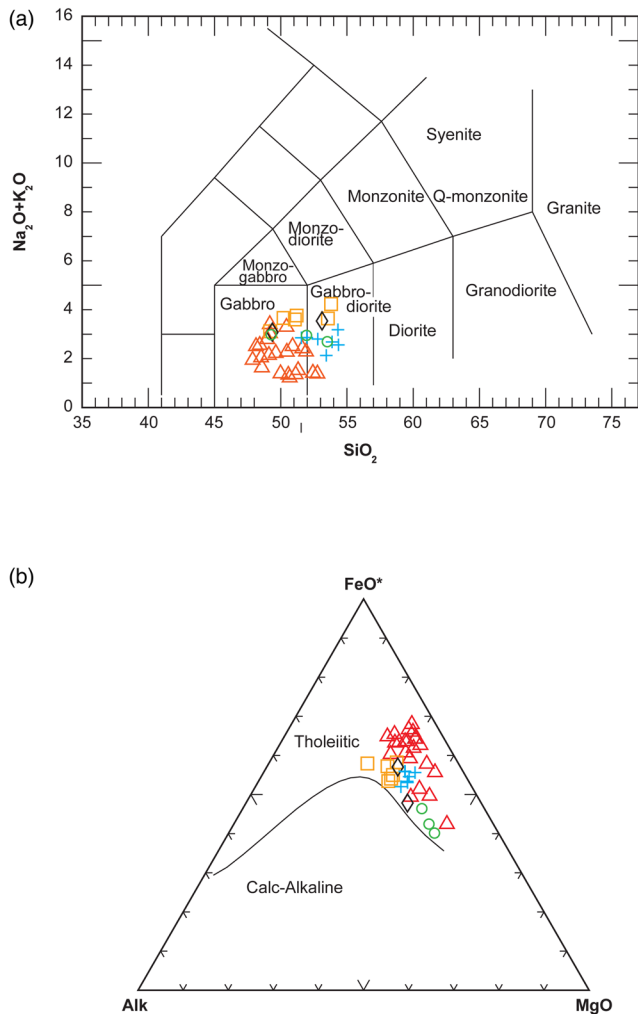 (a)
16
14
12
10
8
6
4
2
0
Na₂O+K₂O
Syenite
Monzonite
Q-monzonite
Granite
Monzo-
diorite
Monzo-
gabbro
Gabbro
Gabbro-
diorite
Diorite
Granodiorite
35 40 45 50 55 60 65 70 75
SiO₂
(b)
FeO*
Tholeiitic
Calc-Alkaline
Alk
MgO